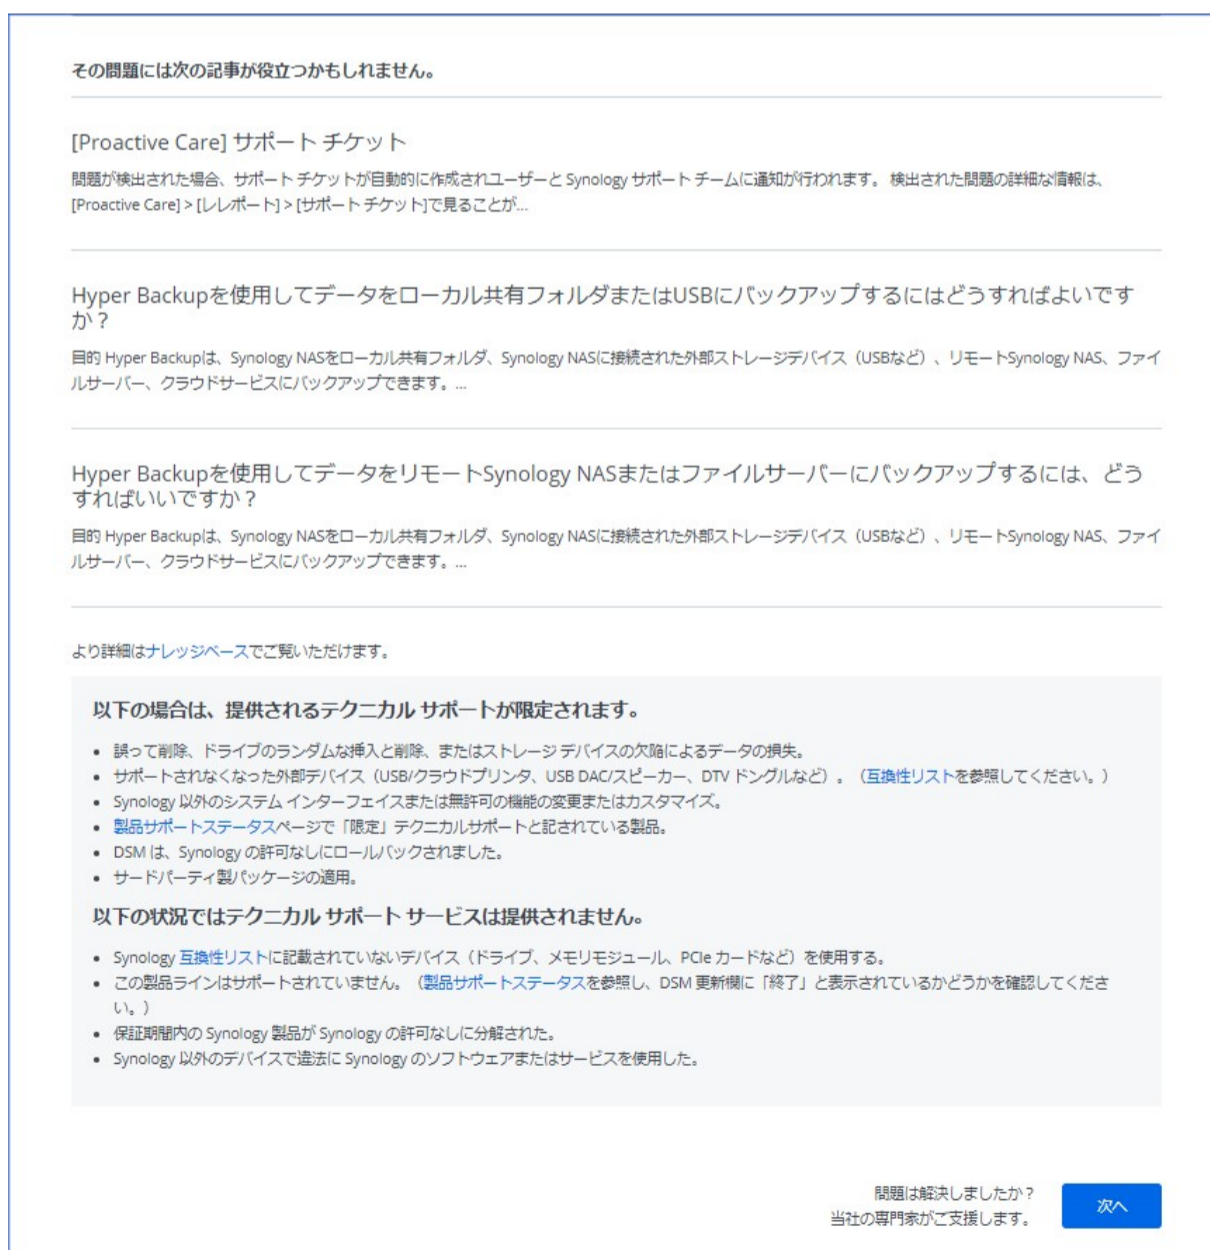 その問題には次の記事が役立つかもしれません。
[Proactive Care] サポート チケット
問題が検出された場合、サポート チケットが自動的に作成されユーザーと Synology サポート チームに通知が行われます。 検出された問題の詳細な情報は、
[Proactive Care] > [レレポート] > [サポート チケット]で見ることが...
Hyper Backupを使用してデータをローカル共有フォルダまたはUSBにバックアップするにはどうすればよいです
か？
目的 Hyper Backupは、Synology NASをローカル共有フォルダ、Synology NASに接続された外部ストレージデバイス（USBなど）、リモートSynology NAS、ファイ
ルサーバー、クラウドサービスにバックアップできます。...
Hyper Backupを使用してデータをリモートSynology NASまたはファイルサーバーにバックアップするには、どう
すればいいですか？
目的 Hyper Backupは、Synology NASをローカル共有フォルダ、Synology NASに接続された外部ストレージデバイス（USBなど）、リモートSynology NAS、ファイ
ルサーバー、クラウドサービスにバックアップできます。...
より詳細はナレッジベースでご覧いただけます。
以下の場合は、提供されるテクニカル サポートが限定されます。
• 誤って削除、ドライブのランダムな挿入と削除、またはストレージ デバイスの欠陥によるデータの損失。
• サポートされなくなった外部デバイス（USB/クラウドプリンタ、USB DAC/スピーカー、DTV ドングルなど）。（互換性リストを参照してください。）
• Synology 以外のシステム インターフェイスまたは無許可の機能の変更またはカスタマイズ。
• 製品サポートステータスページで「限定」テクニカルサポートと記されている製品。
• DSM は、Synology の許可なしにロールバックされました。
• サードパーティ製パッケージの適用。
以下の状況ではテクニカル サポート サービスは提供されません。
• Synology 互換性リストに記載されていないデバイス（ドライブ、メモリモジュール、PCIe カードなど）を使用する。
• この製品ラインはサポートされていません。（製品サポートステータスを参照し、DSM 更新欄に「終了」と表示されているかどうかを確認してくださ
い。）
• 保証期間内の Synology 製品が Synology の許可なしに分解された。
• Synology 以外のデバイスで違法に Synology のソフトウェアまたはサービスを使用した。
問題は解決しましたか？
当社の専門家がご支援します。
次へ